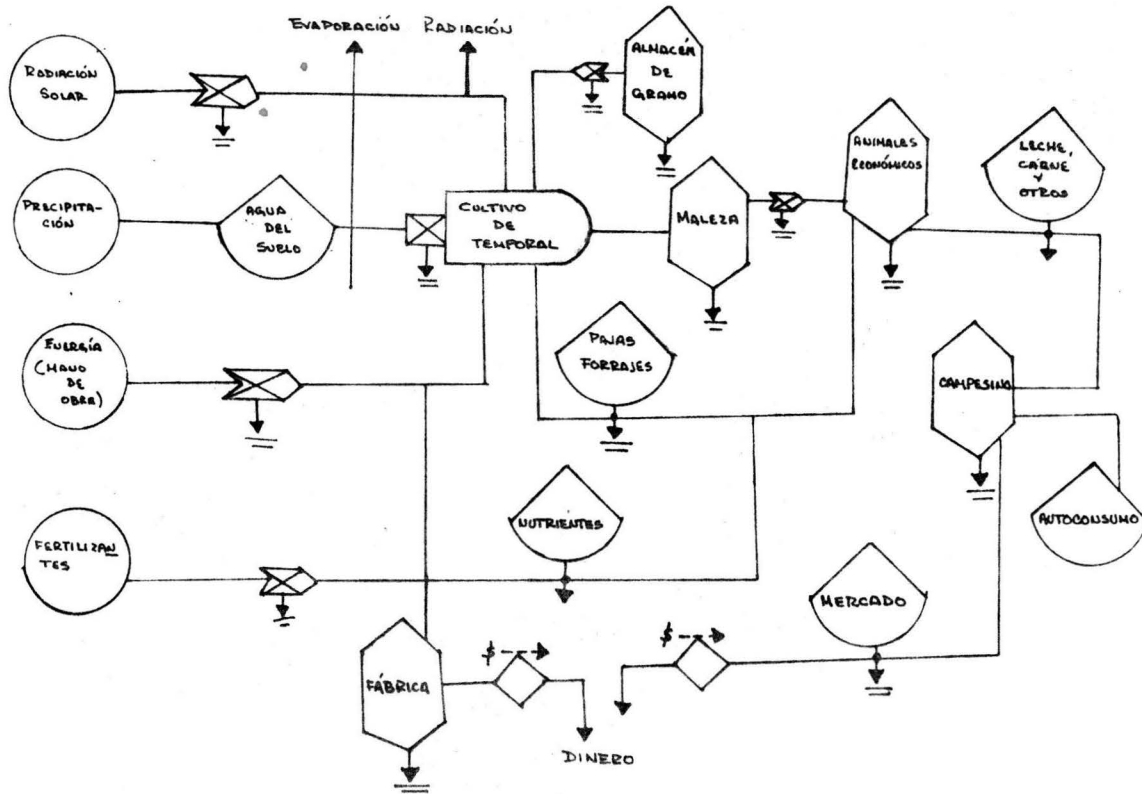 EVAPORACIÓN
RADIACIÓN
RADIACIÓN
SOLAR
ALMACÉN
DE
GRANO
PRECIPITA-
CIÓN
AGUA
DEL
SUELO
CULTIVO
DE
TEMPORAL
MALEZA
ANIMALES
ECONÓMICOS
LECHE,
CARNE
Y
OTROS
ENERGÍA
(MANO
DE
OBRA)
PAJAS
FORRAJES
CAMPESINO
FERTILIZAN
TES
NUTRIENTES
AUTOCONSUMO
MERCADO
FÁBRICA
$
$
DINERO